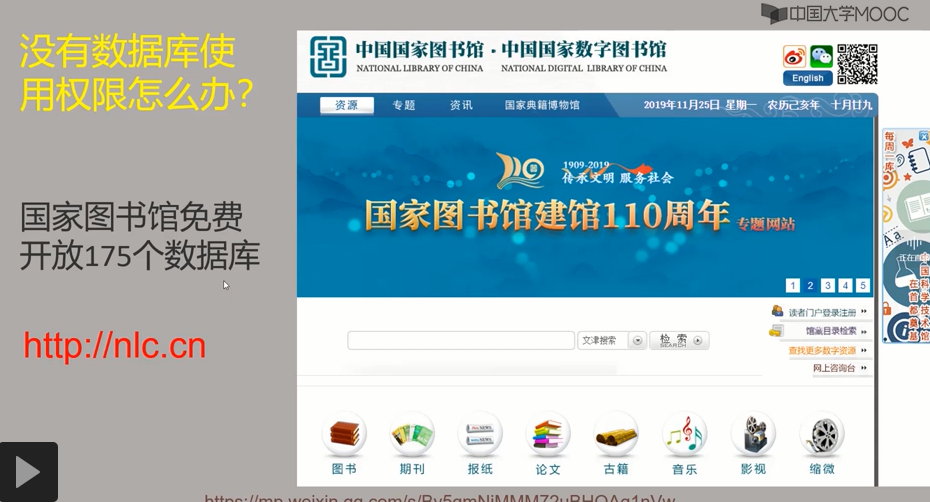 中国大学MOOC
没有数据库使
用权限怎么办?
国家图书馆免费
开放175个数据库
http://nlc.cn
中国国家图书馆·中国国家数字图书馆
NATIONAL LIBRARY OF CHINA NATIONAL DIGITAL LIBRARY OF CHINA
English
资源 专题 资讯 国家典籍博物馆 2019年11月25日 星期一 农历己亥年 十月廿九
1909-2019
传承文明 服务社会
国家图书馆建馆110周年 专题网站
1 2 3 4 5
读者门户登录注册
馆藏目录检索
查找更多数字资源
网上咨询台
文津搜索 检 索
SEARCH
图书 期刊 报纸 论文 古籍 音乐 影视 缩微
每周一库
Aa